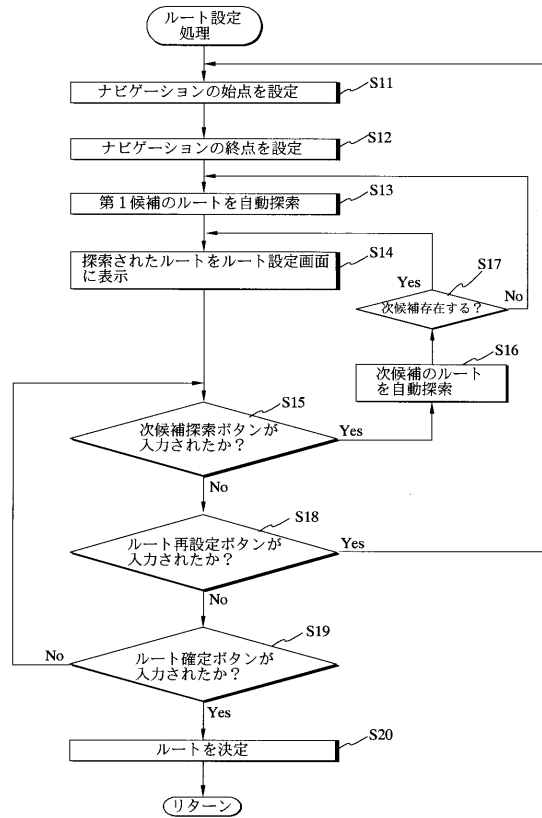 ルート設定
処理
S11
ナビゲーションの始点を設定
S12
ナビゲーションの終点を設定
S13
第1候補のルートを自動探索
S14
探索されたルートをルート設定画面
に表示
Yes
S17
No
次候補存在する?
S16
次候補のルート
を自動探索
S15
次候補探索ボタンが
入力されたか?
Yes
No
S18
ルート再設定ボタンが
入力されたか?
Yes
No
S19
No
ルート確定ボタンが
入力されたか?
Yes
S20
ルートを決定
リターン